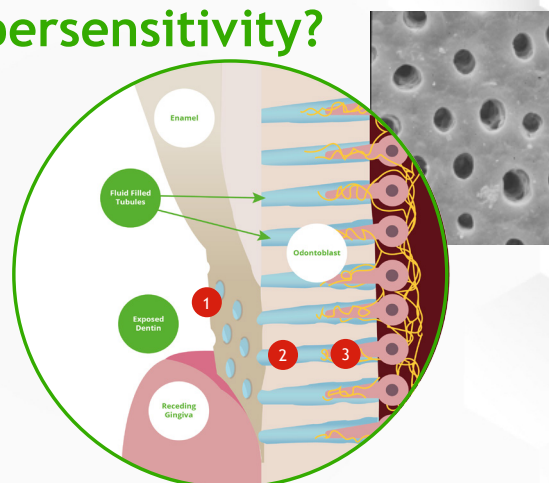 persensitivity?
Enamel
Fluid Filled
Tubules
Odontoblast
1
Exposed
Dentin
2
3
Receding
Gingiva